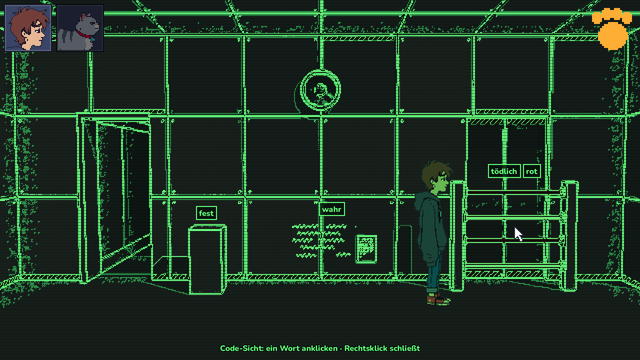 tödlich rot
fest
wahr
Code-Sicht: ein Wort anklicken · Rechtsklick schließt